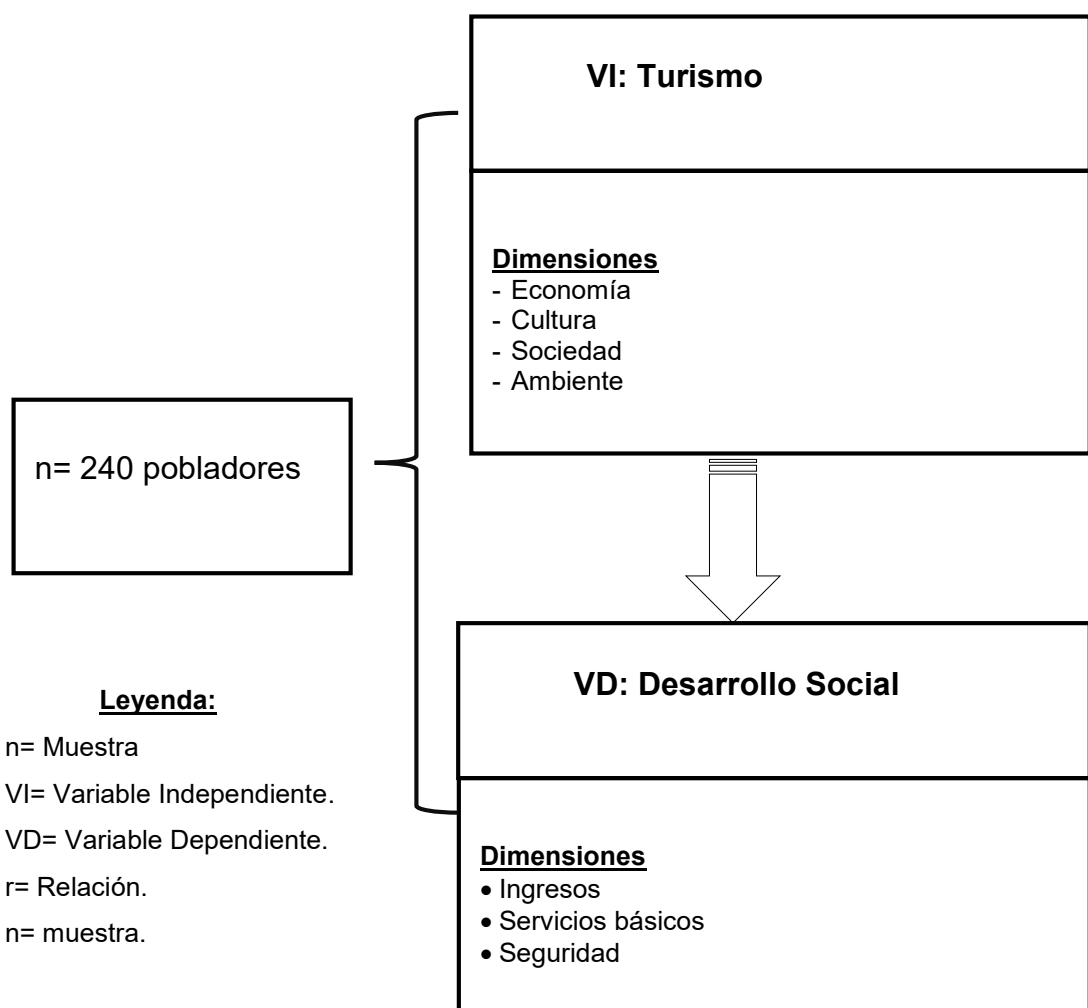 VI: Turismo
Dimensiones
- Economía
- Cultura
- Sociedad
- Ambiente
n= 240 pobladores
VD: Desarrollo Social
Dimensiones
• Ingresos
• Servicios básicos
• Seguridad
Leyenda:
n= Muestra
VI= Variable Independiente.
VD= Variable Dependiente.
r= Relación.
n= muestra.